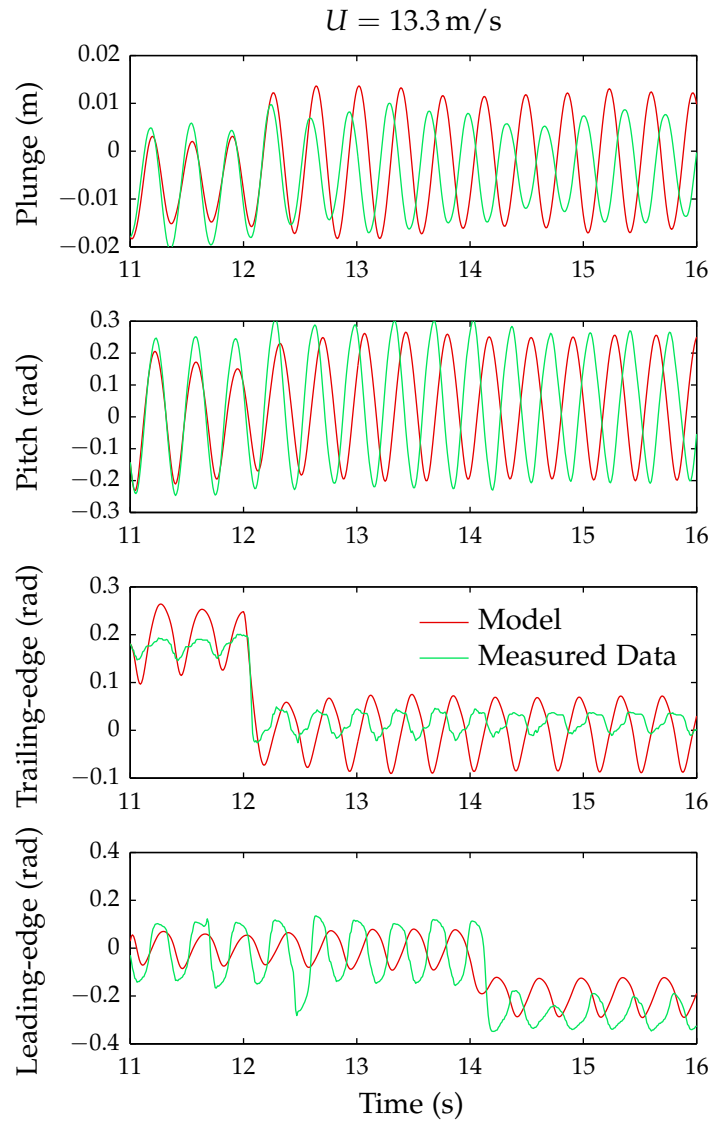 U = 13.3 m/s
Plunge (m)
0.02
0.01
0
−0.01
−0.02
11 12 13 14 15 16
Pitch (rad)
0.3
0.2
0.1
0
−0.1
−0.2
−0.3
11 12 13 14 15 16
Trailing-edge (rad)
0.3
0.2
0.1
0
−0.1
Model
Measured Data
11 12 13 14 15 16
Leading-edge (rad)
0.4
0.2
0
−0.2
−0.4
11 12 13 14 15 16
Time (s)